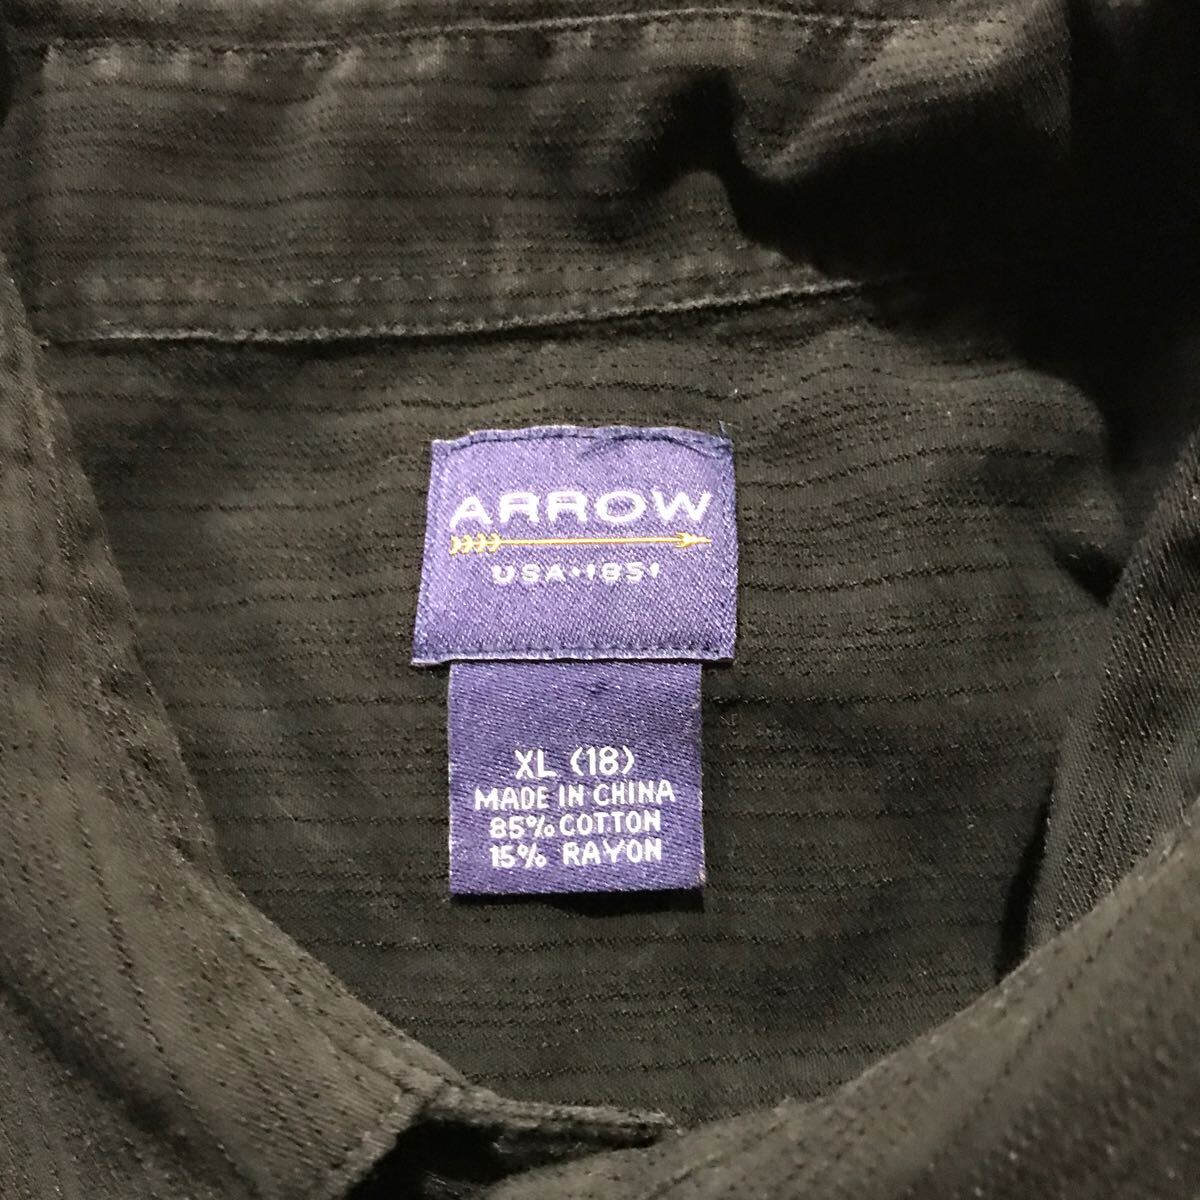 ARROW
USA•1851
XL (18)
MADE IN CHINA
85% COTTON
15% RAYON